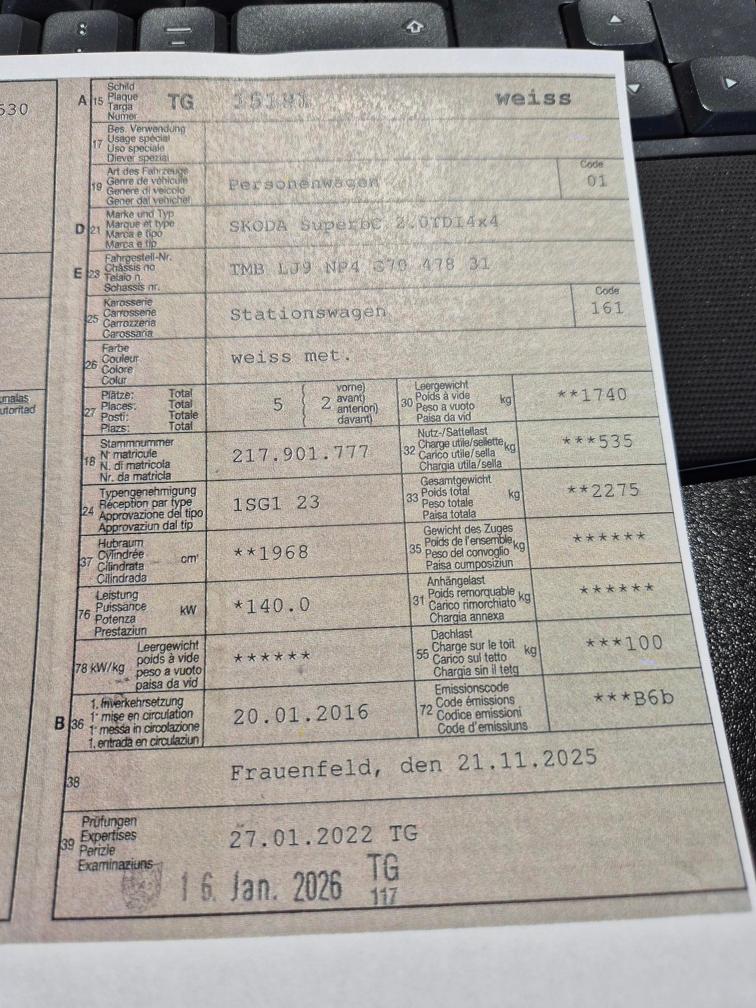 530
A 15 Schild
Plaque
Targa
Numer
TG
weiss
17 Bes. Verwendung
Usage spécial
Uso speciale
Diever spezial
19 Art des Fahrzeugs
Genre de véhicule
Genere di veicolo
Gener dal vehichel
Personenwagen
Code
01
D 21 Marke und Typ
Marque et type
Marca e tipo
Marca e tip
SKODA SuperbC 2.0TDI4x4
E 23 Fahrgestell-Nr.
Châssis no
Telaio n.
Schassis nr.
TMB LJ9 NP4 G70 478 31
25 Karosserie
Carrosserie
Carrozzeria
Carossaria
Stationswagen
Code
161
26 Farbe
Couleur
Colore
Colur
weiss met.
27 Plätze: Total
Places: Total
Posti: Totale
Plazs: Total
5 2
vorne)
avant)
anteriori)
davant)
30 Leergewicht
Poids à vide kg
Peso a vuoto
Paisa da vid
**1740
18 Stammnummer
N° matricule
N. di matricola
Nr. da matricla
217.901.777
32 Nutz-/Sattellast
Charge utile/sellette kg
Carico utile/sella
Chargia utila/sella
***535
24 Typengenehmigung
Réception par type
Approvazione del tipo
Approvaziun dal tip
1SG1 23
33 Gesamtgewicht
Poids total kg
Peso totale
Paisa totala
**2275
37 Hubraum
Cylindrée cm³
Cilindrata
Cilindrada
**1968
35 Gewicht des Zuges
Poids de l'ensemble kg
Peso del convoglio
Paisa cumposiziun
******
76 Leistung
Puissance kW
Potenza
Prestaziun
*140.0
31 Anhängelast
Poids remorquable kg
Carico rimorchiato
Chargia annexa
******
78 kW/kg Leergewicht
poids à vide
peso a vuoto
paisa da vid
******
55 Dachlast
Charge sur le toit kg
Carico sul tetto
Chargia sin il tetg
***100
B 36 1. Inverkehrsetzung
1re mise en circulation
1a messa in circolazione
1. entrada en circulaziun
20.01.2016
72 Emissionscode
Code émissions
Codice emissioni
Code d'emissiuns
***B6b
38
Frauenfeld, den 21.11.2025
39 Prüfungen
Expertises
Perizie
Examinaziuns
27.01.2022 TG
16. Jan. 2026 TG
117